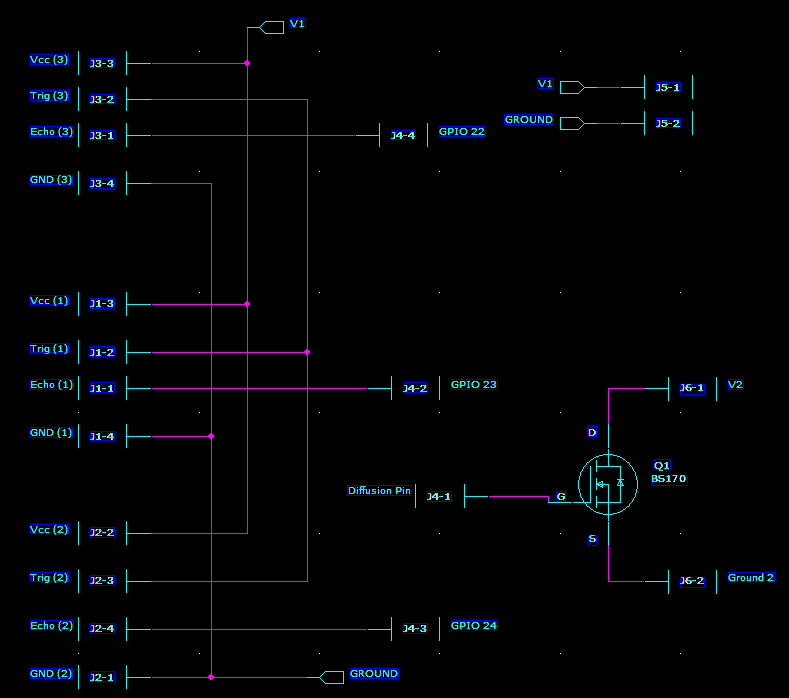 V1
Vcc (3) J3-3
V1 J5-1
Trig (3) J3-2
GROUND J5-2
Echo (3) J3-1 J4-4 GPIO 22
GND (3) J3-4
Vcc (1) J1-3
Trig (1) J1-2
Echo (1) J1-1 J4-2 GPIO 23
J6-1 V2
GND (1) J1-4
D
Q1
BS170
Diffusion Pin J4-1 G
Vcc (2) J2-2
S
Trig (2) J2-3
J6-2 Ground 2
Echo (2) J2-4 J4-3 GPIO 24
GND (2) J2-1 GROUND